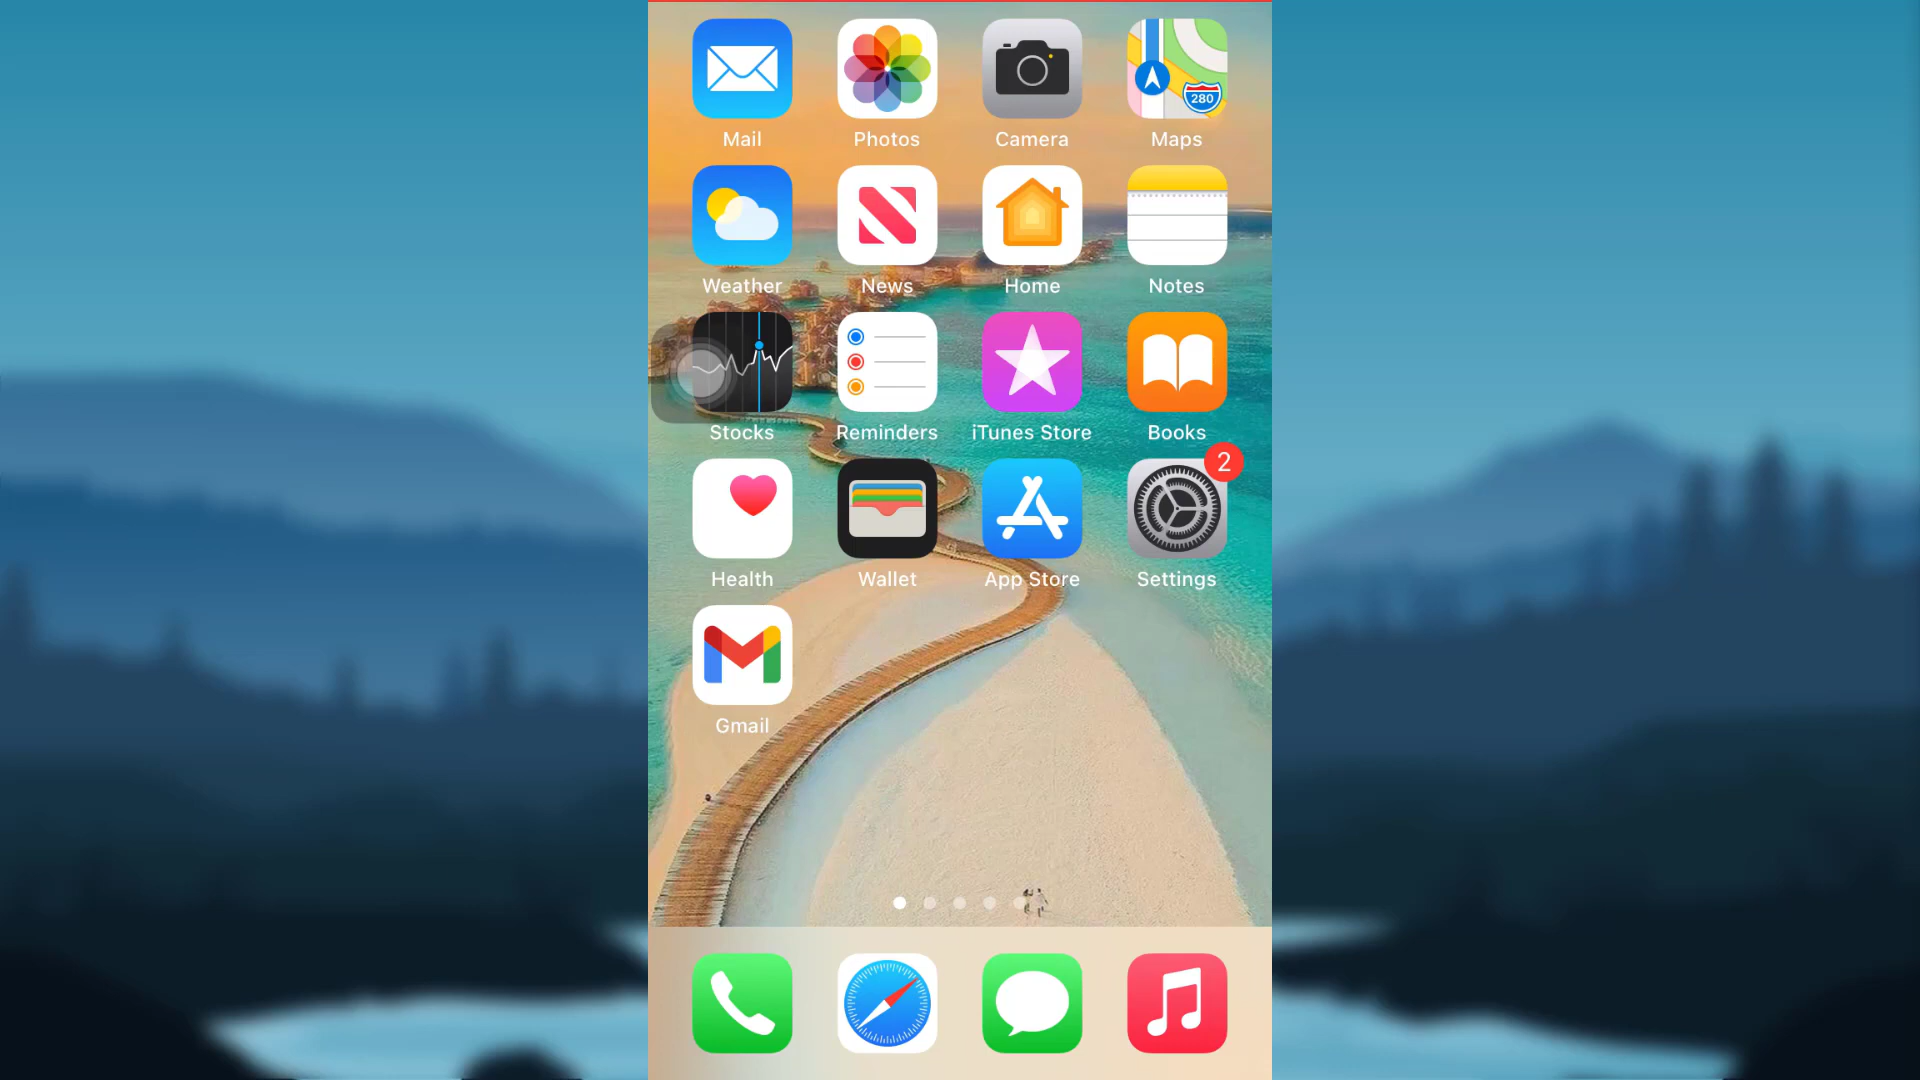 280
Mail Photos Camera Maps
Weather News Home Notes
Stocks Reminders iTunes Store Books
2
Health Wallet App Store Settings
Gmail